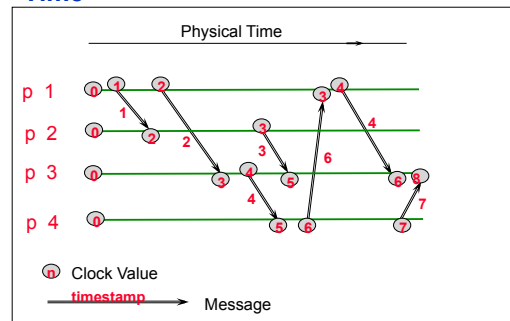 Time
Physical Time
p 1 0 1 2 3 4
1 2 4
p 2 0 2 3
3 6
p 3 0 3 4 5 6 8
4 7
p 4 0 5 6 7
n Clock Value
timestamp
Message